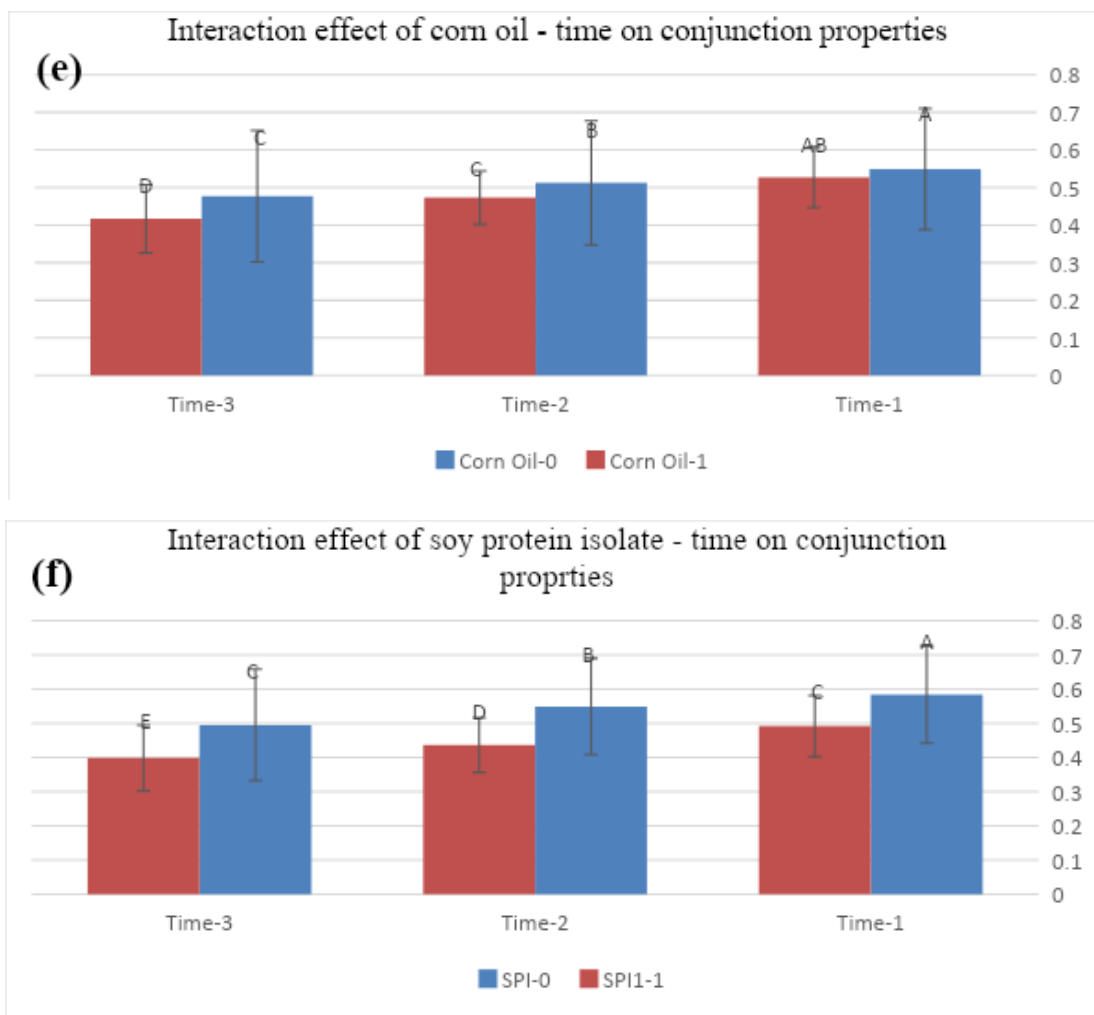 Interaction effect of corn oil - time on conjunction properties
(e)
0.8
0.7
0.6
0.5
0.4
0.3
0.2
0.1
0
D
C
C
B
AB
A
Time-3
Time-2
Time-1
Corn Oil-0
Corn Oil-1
Interaction effect of soy protein isolate - time on conjunction
proprties
(f)
0.8
0.7
0.6
0.5
0.4
0.3
0.2
0.1
0
E
C
D
B
C
A
Time-3
Time-2
Time-1
SPI-0
SPI1-1